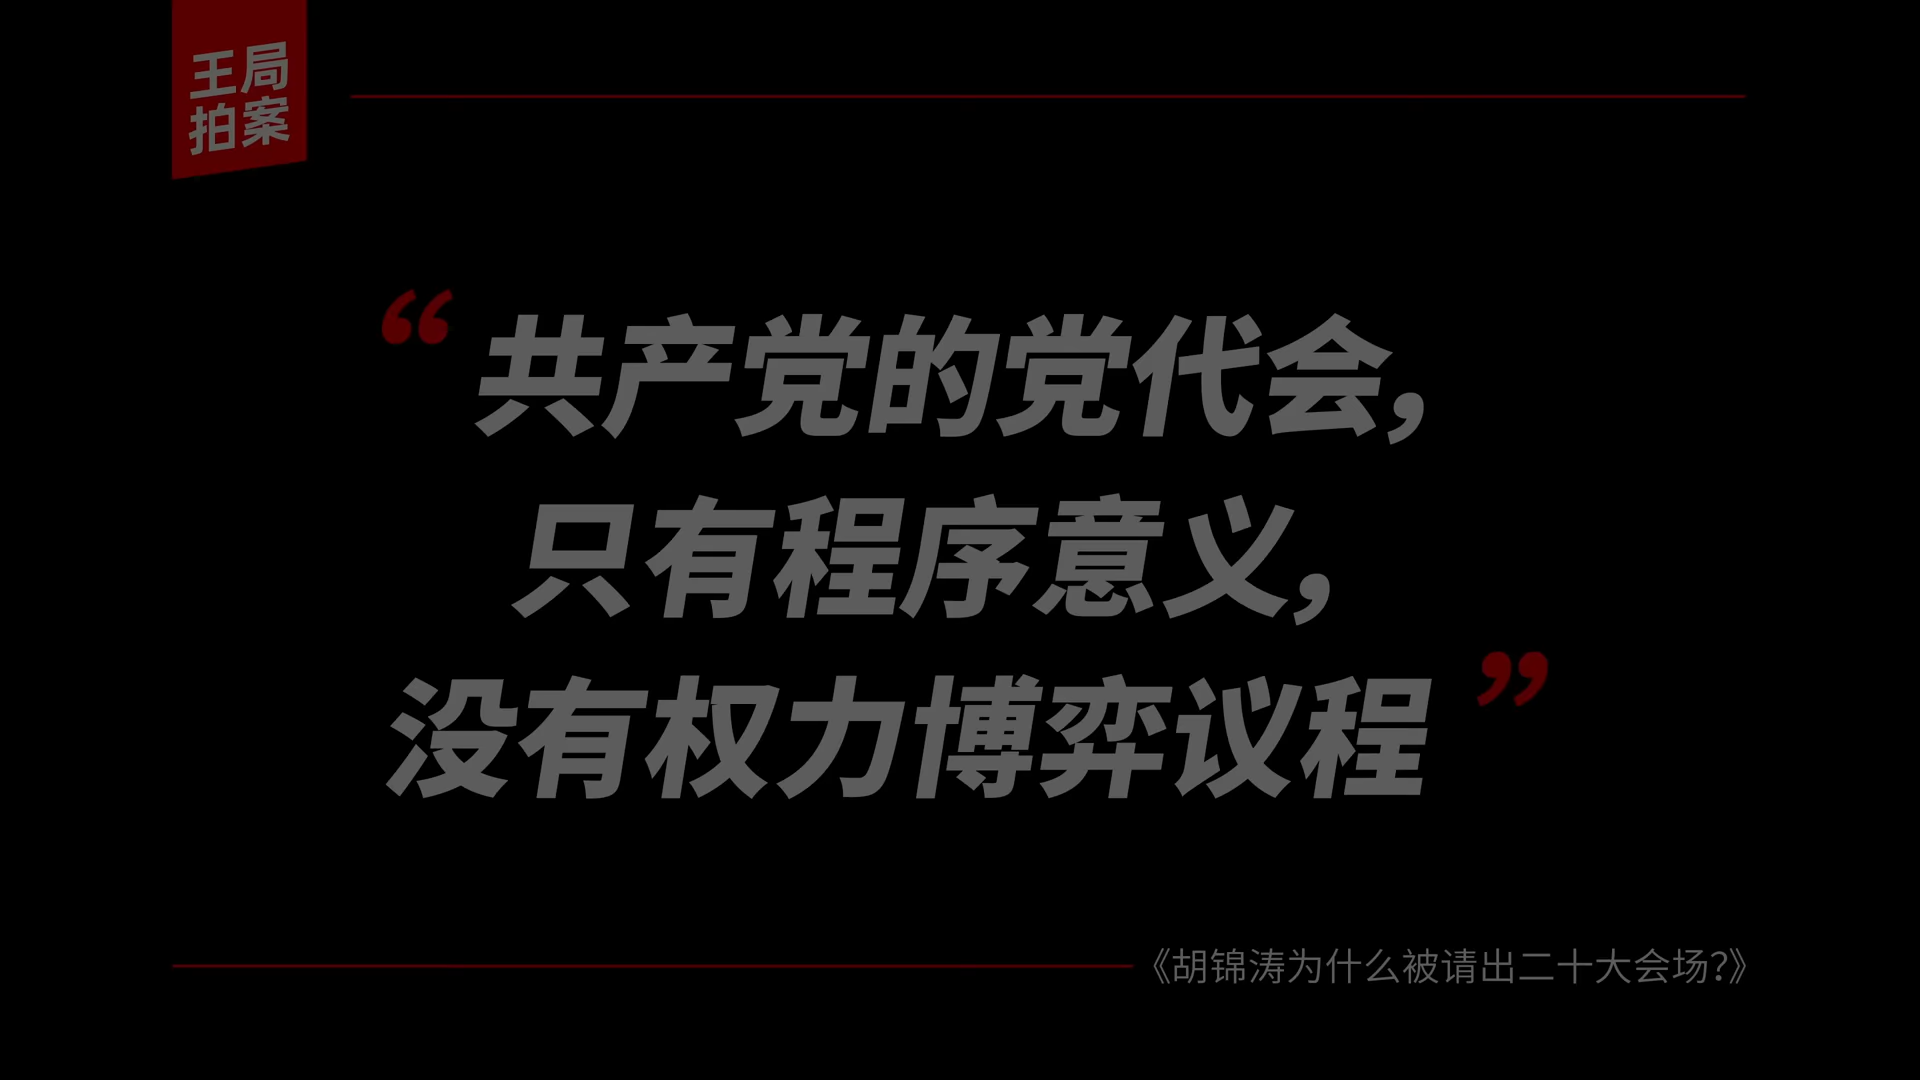 王局
拍案
“共产党的党代会，
只有程序意义，
没有权力博弈议程”
《胡锦涛为什么被请出二十大会场？》